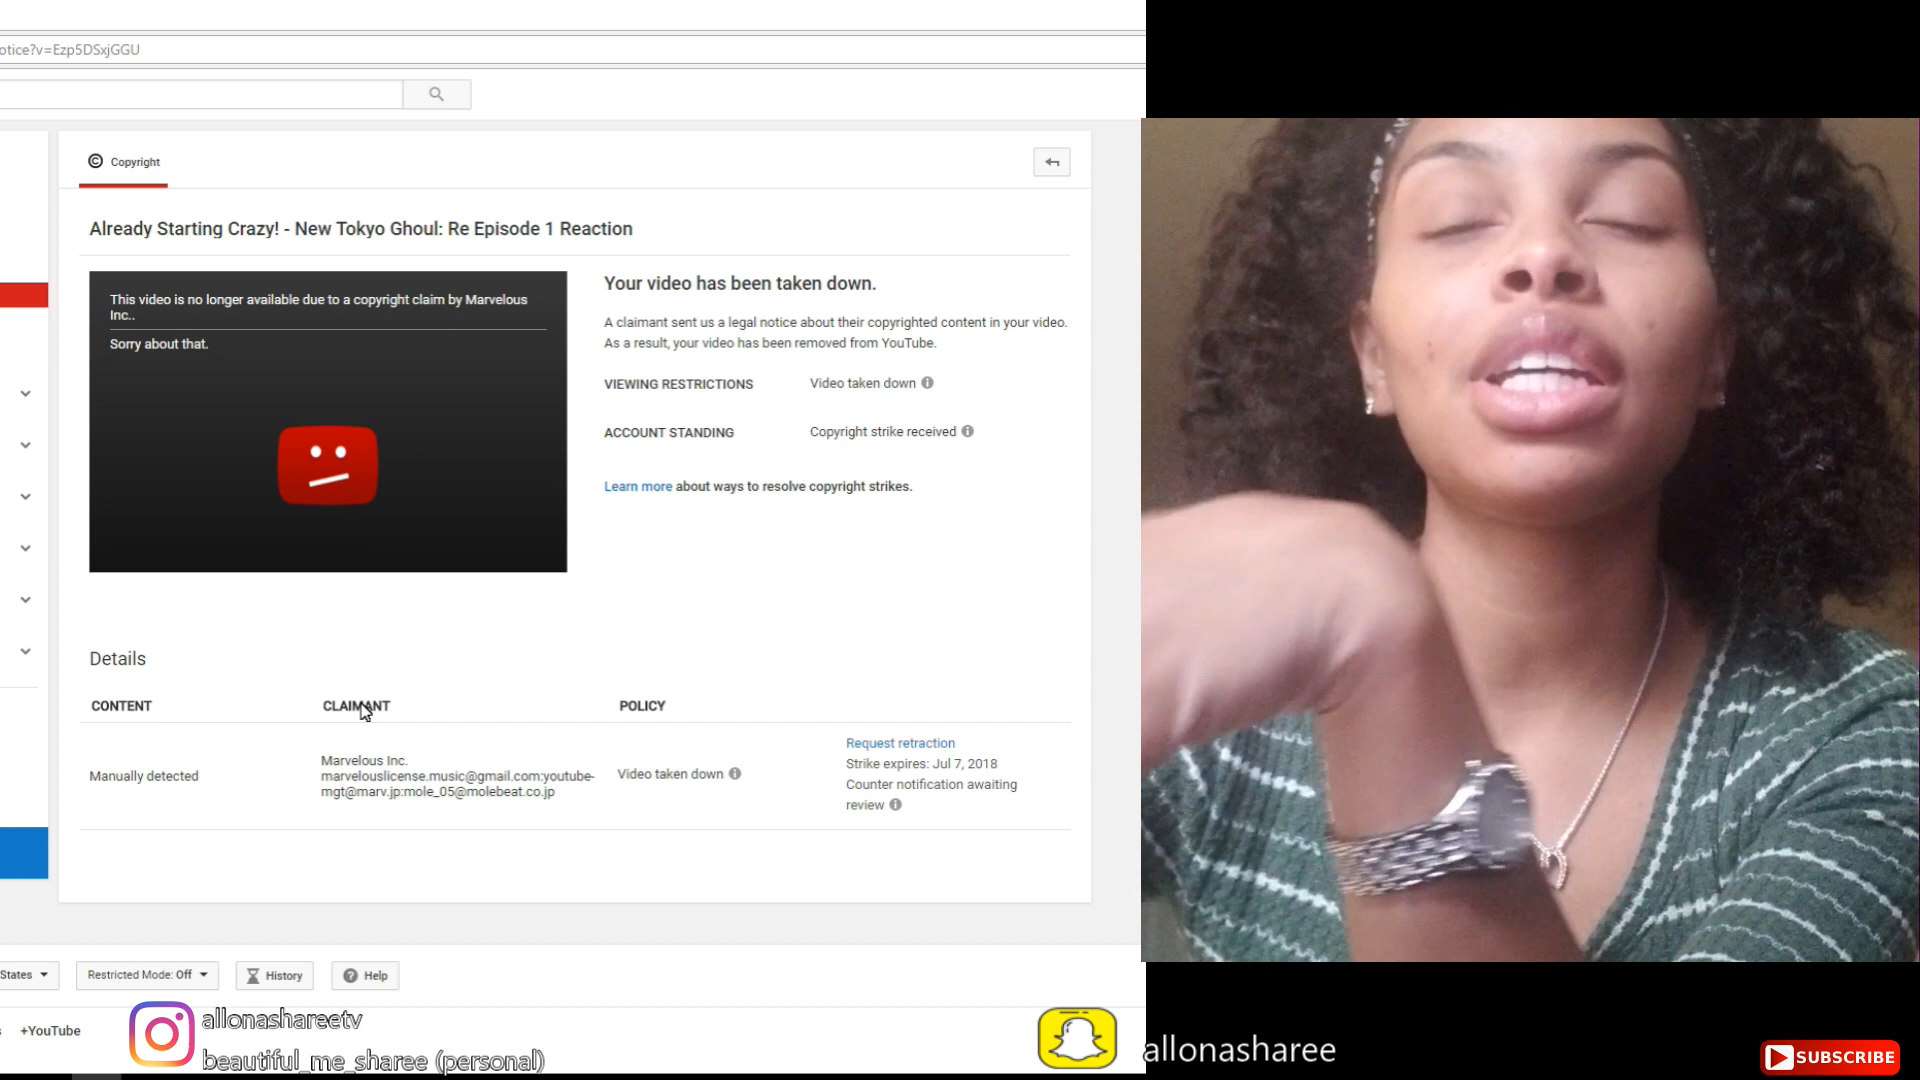 otice?v=Ezp5DSxjGGU
Copyright
Already Starting Crazy! - New Tokyo Ghoul: Re Episode 1 Reaction
This video is no longer available due to a copyright claim by Marvelous
Inc..
Sorry about that.
Your video has been taken down.
A claimant sent us a legal notice about their copyrighted content in your video.
As a result, your video has been removed from YouTube.
VIEWING RESTRICTIONS Video taken down
ACCOUNT STANDING Copyright strike received
Learn more about ways to resolve copyright strikes.
Details
CONTENT CLAIMANT POLICY
Manually detected
Marvelous Inc.
marvelouslicense.music@gmail.com:youtube-
mgt@marv.jp:mole_05@molebeat.co.jp
Video taken down
Request retraction
Strike expires: Jul 7, 2018
Counter notification awaiting
review
States Restricted Mode: Off History Help
+YouTube
allonashareetv
beautiful_me_sharee (personal)
allonasharee
SUBSCRIBE